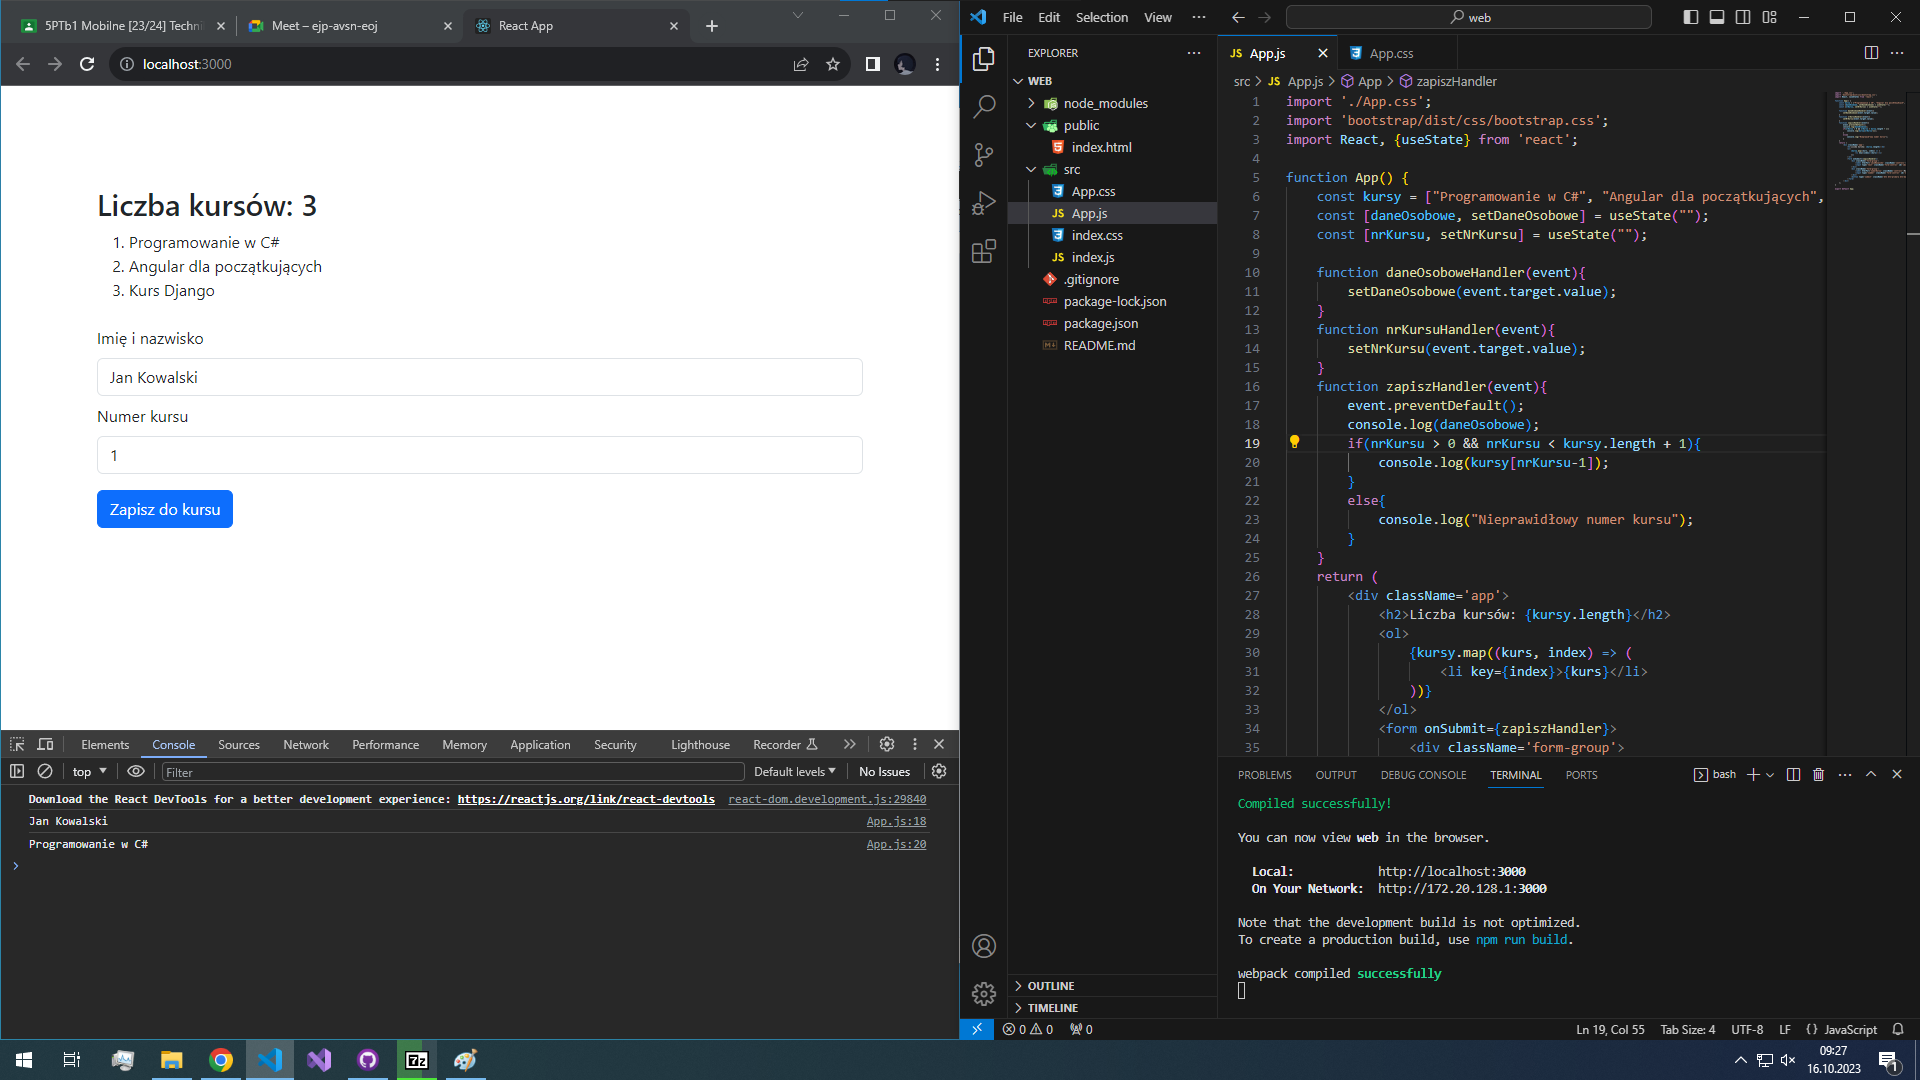 5PTb1 Mobilne [23/24] Techni
Meet – ejp-avsn-eoj
React App
localhost:3000
Liczba kursów: 3
1. Programowanie w C#
2. Angular dla początkujących
3. Kurs Django
Imię i nazwisko
Jan Kowalski
Numer kursu
1
Zapisz do kursu
Elements Console Sources Network Performance Memory Application Security Lighthouse Recorder
top Filter Default levels No Issues
Download the React DevTools for a better development experience: https://reactjs.org/link/react-devtools react-dom.development.js:29840
Jan Kowalski App.js:18
Programowanie w C# App.js:20
File Edit Selection View web
EXPLORER
WEB
node_modules
public
index.html
src
App.css
App.js
index.css
index.js
.gitignore
package-lock.json
package.json
README.md
OUTLINE
TIMELINE
App.js App.css
src > App.js > App > zapiszHandler
1 import './App.css';
2 import 'bootstrap/dist/css/bootstrap.css';
3 import React, {useState} from 'react';
4
5 function App() {
6 const kursy = ["Programowanie w C#", "Angular dla początkujących",
7 const [daneOsobowe, setDaneOsobowe] = useState("");
8 const [nrKursu, setNrKursu] = useState("");
9
10 function daneOsoboweHandler(event){
11 setDaneOsobowe(event.target.value);
12 }
13 function nrKursuHandler(event){
14 setNrKursu(event.target.value);
15 }
16 function zapiszHandler(event){
17 event.preventDefault();
18 console.log(daneOsobowe);
19 if(nrKursu > 0 && nrKursu < kursy.length + 1){
20 console.log(kursy[nrKursu-1]);
21 }
22 else{
23 console.log("Nieprawidłowy numer kursu");
24 }
25 }
26 return (
27 <div className='app'>
28 <h2>Liczba kursów: {kursy.length}</h2>
29 <ol>
30 {kursy.map((kurs, index) => (
31 <li key={index}>{kurs}</li>
32 ))}
33 </ol>
34 <form onSubmit={zapiszHandler}>
35 <div className='form-group'>
PROBLEMS OUTPUT DEBUG CONSOLE TERMINAL PORTS bash
Compiled successfully!
You can now view web in the browser.
Local: http://localhost:3000
On Your Network: http://172.20.128.1:3000
Note that the development build is not optimized.
To create a production build, use npm run build.
webpack compiled successfully
0 0 0 Ln 19, Col 55 Tab Size: 4 UTF-8 LF {} JavaScript
7z
09:27
16.10.2023
1